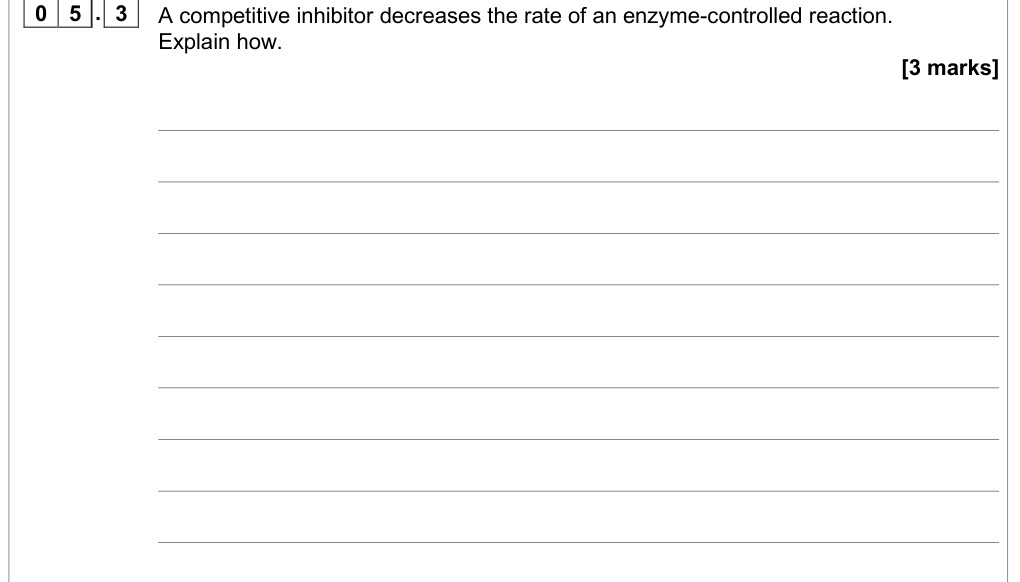 0 5 . 3 A competitive inhibitor decreases the rate of an enzyme-controlled reaction.
Explain how.
[3 marks]